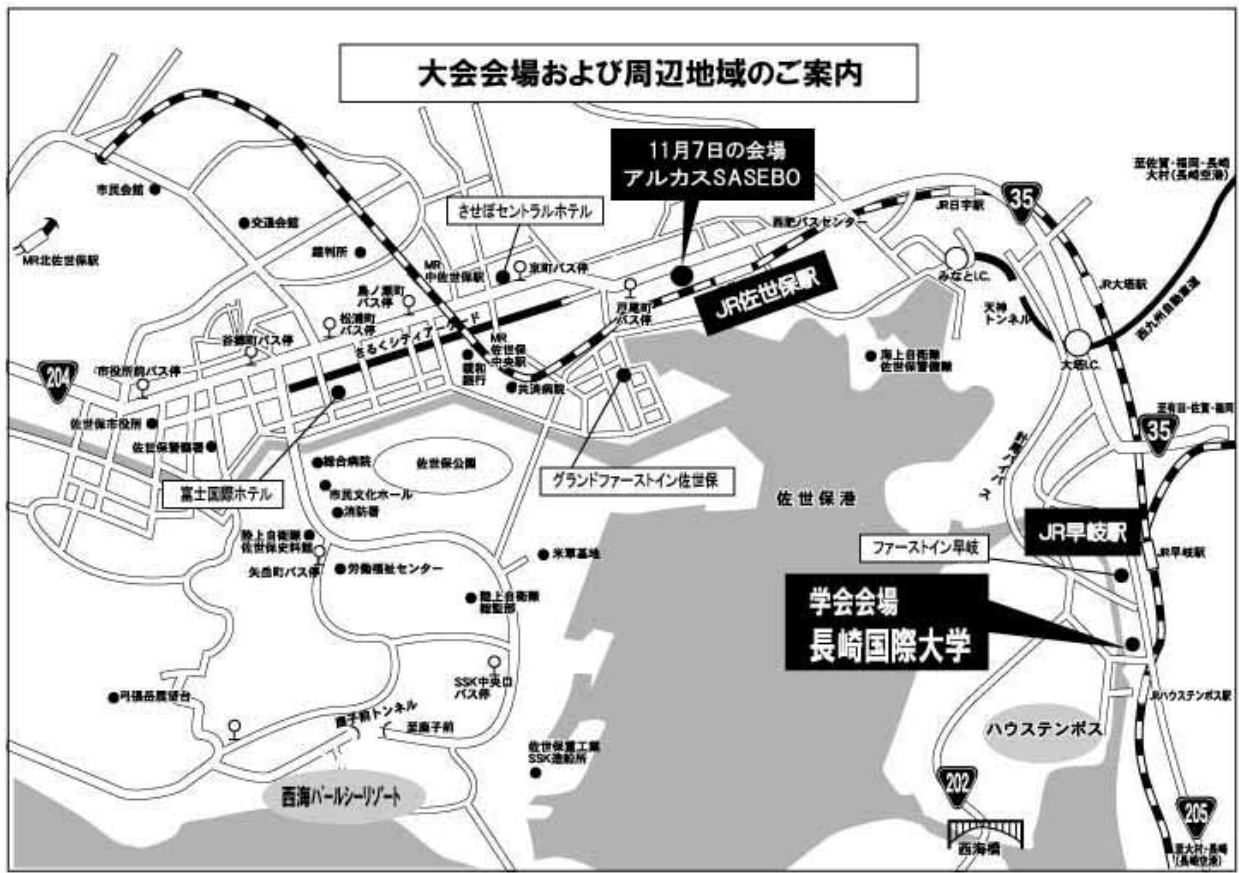 大会会場および周辺地域のご案内
11月7日の会場
アルカスSASEBO
至佐賀・福岡・長崎
大村(長崎空港)
市民会館
交通会館
させぼセントラルホテル
西肥バスセンター
JR日宇駅
35
MR北佐世保駅
裁判所
MR
中佐世保駅
京町バス停
みなとI.C.
JR大塔駅
西九州自動車道
島ノ瀬町
バス停
戸尾町
バス停
JR佐世保駅
天神
トンネル
松浦町
バス停
さるくシティアーケード
谷郷町バス停
MR
佐世保
中央駅
親和
銀行
共済病院
海上自衛隊
佐世保警備隊
大塔I.C.
204
市役所前バス停
佐世保市役所
佐世保警察署
至有田・佐賀・福岡
35
総合病院
佐世保公園
富士国際ホテル
グランドファーストイン佐世保
市民文化ホール
消防署
佐世保港
針尾バイパス
陸上自衛隊
佐世保史料館
矢岳町バス停
労働福祉センター
米軍基地
陸上自衛隊
総監部
JR早岐駅
ファーストイン早岐
JR早岐駅
学会会場
長崎国際大学
SSK中央口
バス停
弓張岳展望台
JRハウステンボス駅
ハウステンボス
鹿子前トンネル
至鹿子前
佐世保重工業
SSK造船所
西海パールシーリゾート
202
西海橋
205
至大村・長崎
(長崎空港)